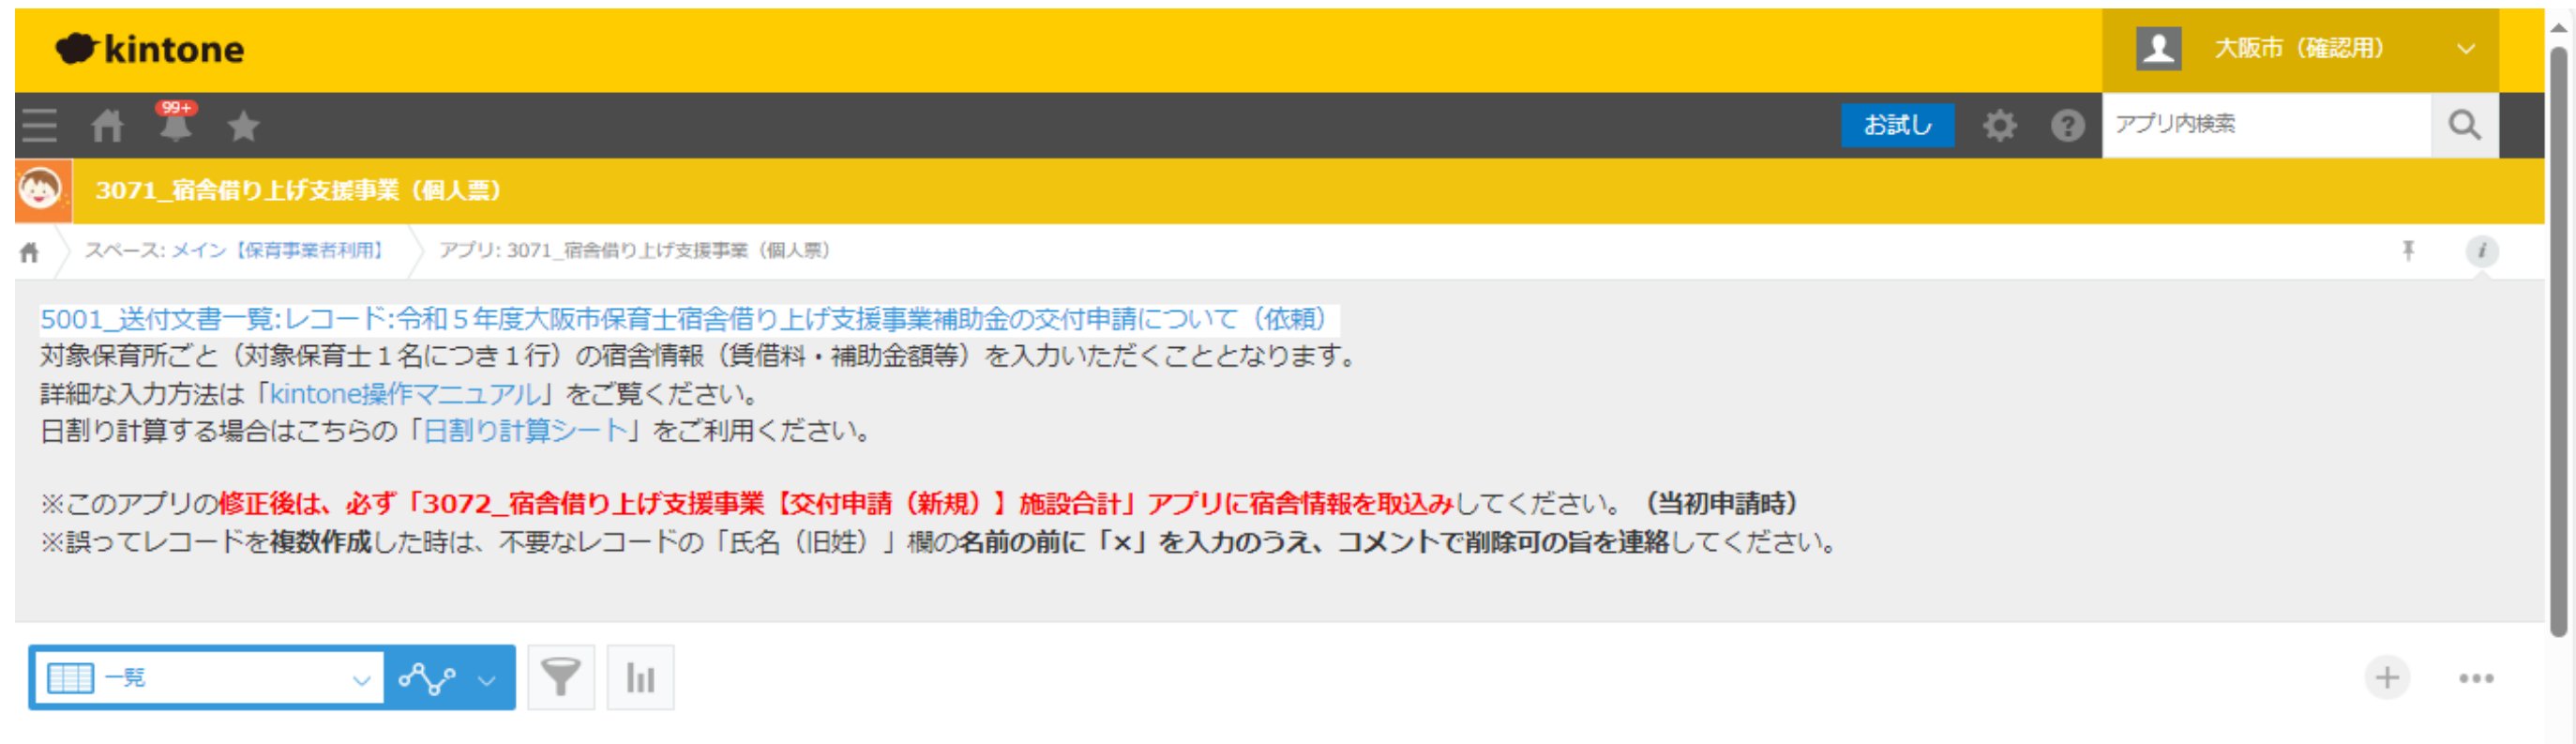 kintone
大阪市（確認用）
99+
お試し
アプリ内検索
3071_宿舎借り上げ支援事業（個人票）
スペース: メイン【保育事業者利用】 アプリ: 3071_宿舎借り上げ支援事業（個人票）
5001_送付文書一覧:レコード:令和５年度大阪市保育士宿舎借り上げ支援事業補助金の交付申請について（依頼）
対象保育所ごと（対象保育士１名につき１行）の宿舎情報（賃借料・補助金額等）を入力いただくこととなります。
詳細な入力方法は「kintone操作マニュアル」をご覧ください。
日割り計算する場合はこちらの「日割り計算シート」をご利用ください。
※このアプリの修正後は、必ず「3072_宿舎借り上げ支援事業【交付申請（新規）】施設合計」アプリに宿舎情報を取込みしてください。（当初申請時）
※誤ってレコードを複数作成した時は、不要なレコードの「氏名（旧姓）」欄の名前の前に「×」を入力のうえ、コメントで削除可の旨を連絡してください。
一覧